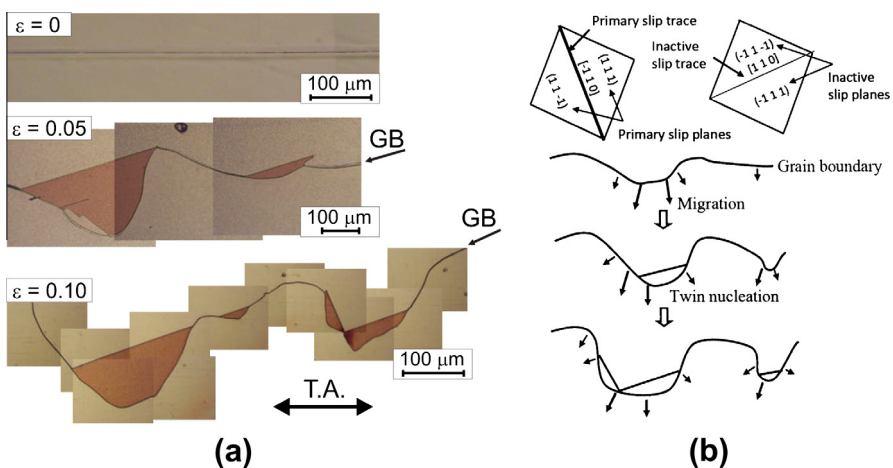 ε = 0
100 μm
ε = 0.05
GB
100 μm
GB
ε = 0.10
100 μm
T.A.
(a)
Primary slip trace
(1 1 1)
[-1 1 0]
(1 1 -1)
Primary slip planes
Inactive
slip trace
(-1 1 -1)
[1 1 0]
(-1 1 1)
Inactive
slip planes
Grain boundary
Migration
Twin nucleation
(b)